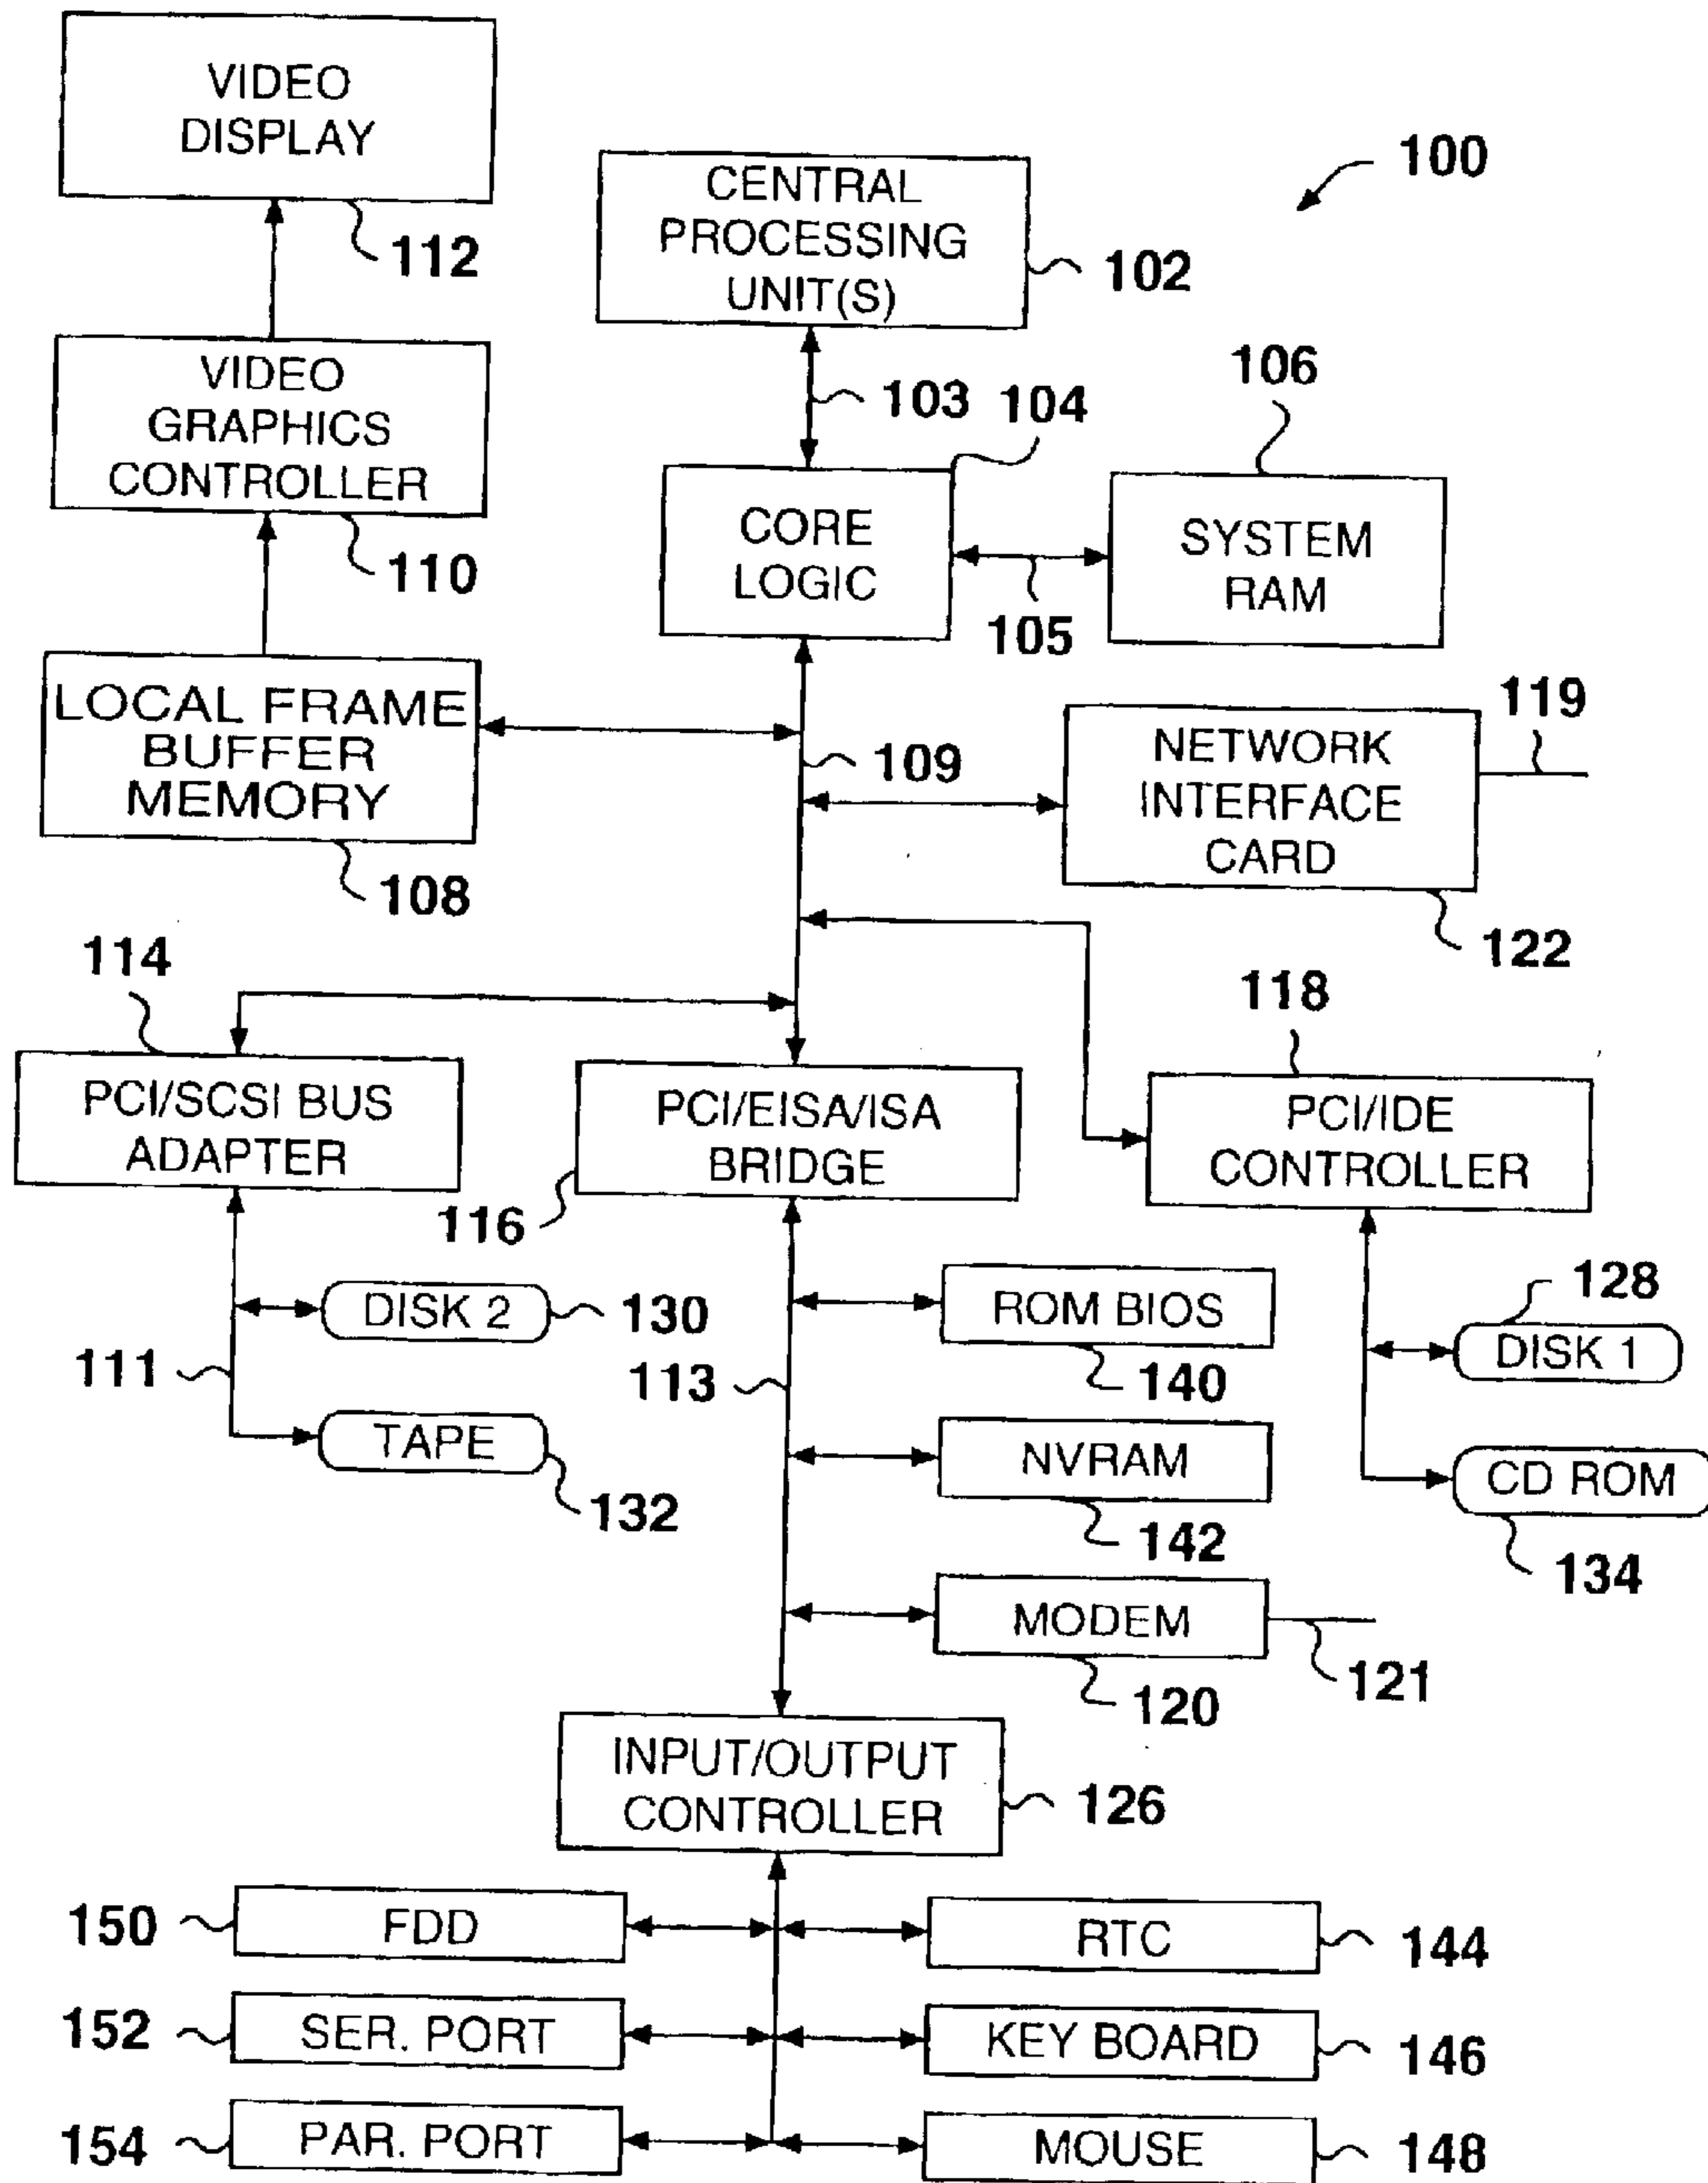 VIDEO
DISPLAY
112
CENTRAL
PROCESSING
UNIT(S)
102
100
VIDEO
GRAPHICS
CONTROLLER
110
103
104
106
CORE
LOGIC
105
SYSTEM
RAM
LOCAL FRAME
BUFFER
MEMORY
108
109
NETWORK
INTERFACE
CARD
119
122
114
PCI/SCSI BUS
ADAPTER
PCI/EISA/ISA
BRIDGE
116
118
PCI/IDE
CONTROLLER
DISK 2
130
111
TAPE
132
113
ROM BIOS
140
NVRAM
142
MODEM
120
121
128
DISK 1
CD ROM
134
INPUT/OUTPUT
CONTROLLER
126
150
FDD
RTC
144
152
SER. PORT
KEY BOARD
146
154
PAR. PORT
MOUSE
148